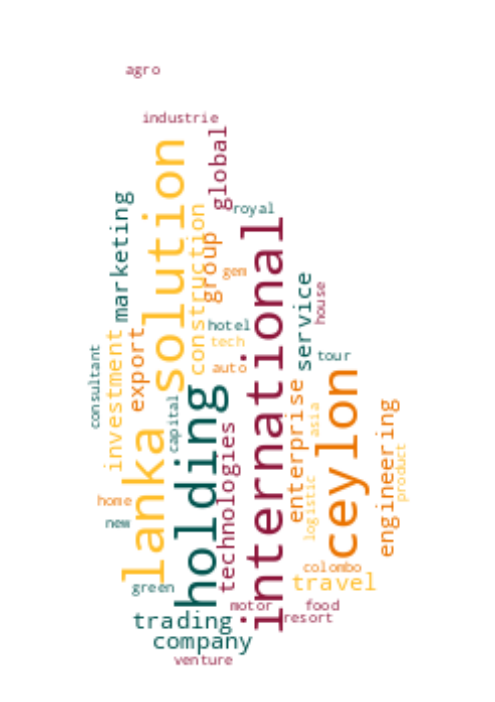 agro
industrie
global
solution
marketing
royal
construction
group
international
gem
service
house
hotel
tech
tour
auto
export
investment
consultant
capital
holding
ceylon
enterprise
asia
engineering
product
lanka
technologies
logistic
home
new
colombo
travel
green
motor
food
trading
resort
company
venture